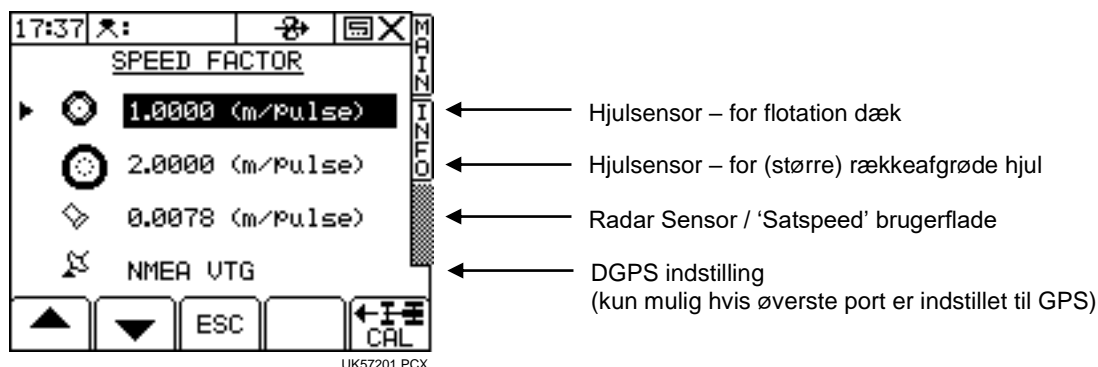 17:37
SPEED FACTOR
MAIN
INFO
1.0000 (m/Pulse)
2.0000 (m/Pulse)
0.0078 (m/Pulse)
NMEA VTG
ESC
CAL
UK57201.PCX
Hjulsensor – for flotation dæk
Hjulsensor – for (større) rækkeafgrøde hjul
Radar Sensor / ‘Satspeed’ brugerflade
DGPS indstilling
(kun mulig hvis øverste port er indstillet til GPS)